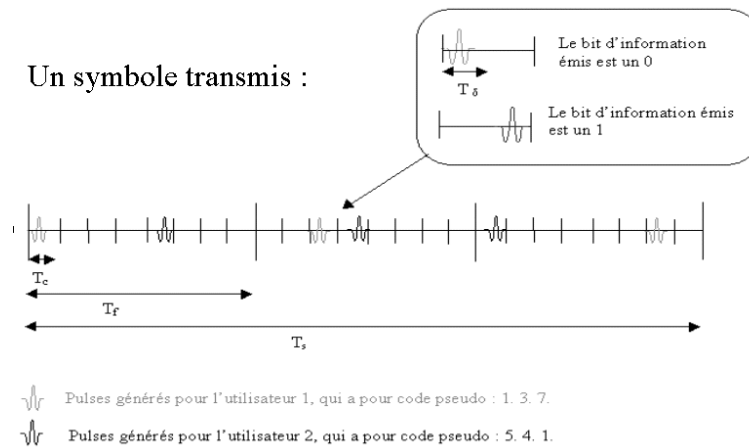 Un symbole transmis :
Le bit d'information
émis est un 0
T δ
Le bit d'information émis
est un 1
Tc
Tf
Ts
Pulses générés pour l'utilisateur 1, qui a pour code pseudo : 1. 3. 7.
Pulses générés pour l'utilisateur 2, qui a pour code pseudo : 5. 4. 1.